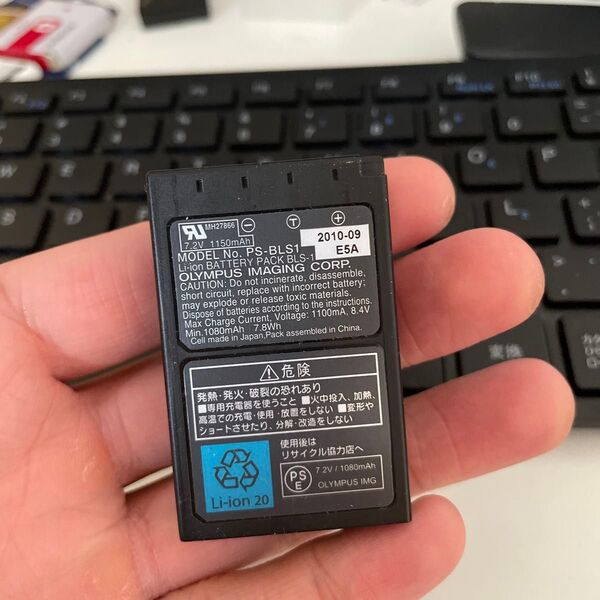 MH27866
7.2V 1150mAh
MODEL No. PS-BLS1
Li-ion BATTERY PACK BLS-1
2010-09
E5A
OLYMPUS IMAGING CORP.
CAUTION: Do not incinerate, disassemble,
short circuit, replace with incorrect battery;
may explode or release toxic materials.
Dispose of batteries according to instructions.
Max Charge Current, Voltage: 1100mA, 8.4V
Min.1080mAh 7.8Wh
Cell made in Japan,Pack assembled in China.
危険
発熱・発火・破裂の恐れあり
■専用充電器を使うこと ■火中投入、加熱、
高温での充電・使用・放置をしない ■変形や
ショートさせたり、分解・改造をしない
使用後は
リサイクル協力店へ
Li-ion 20
PS
E
7.2V / 1080mAh
OLYMPUS IMG
変換